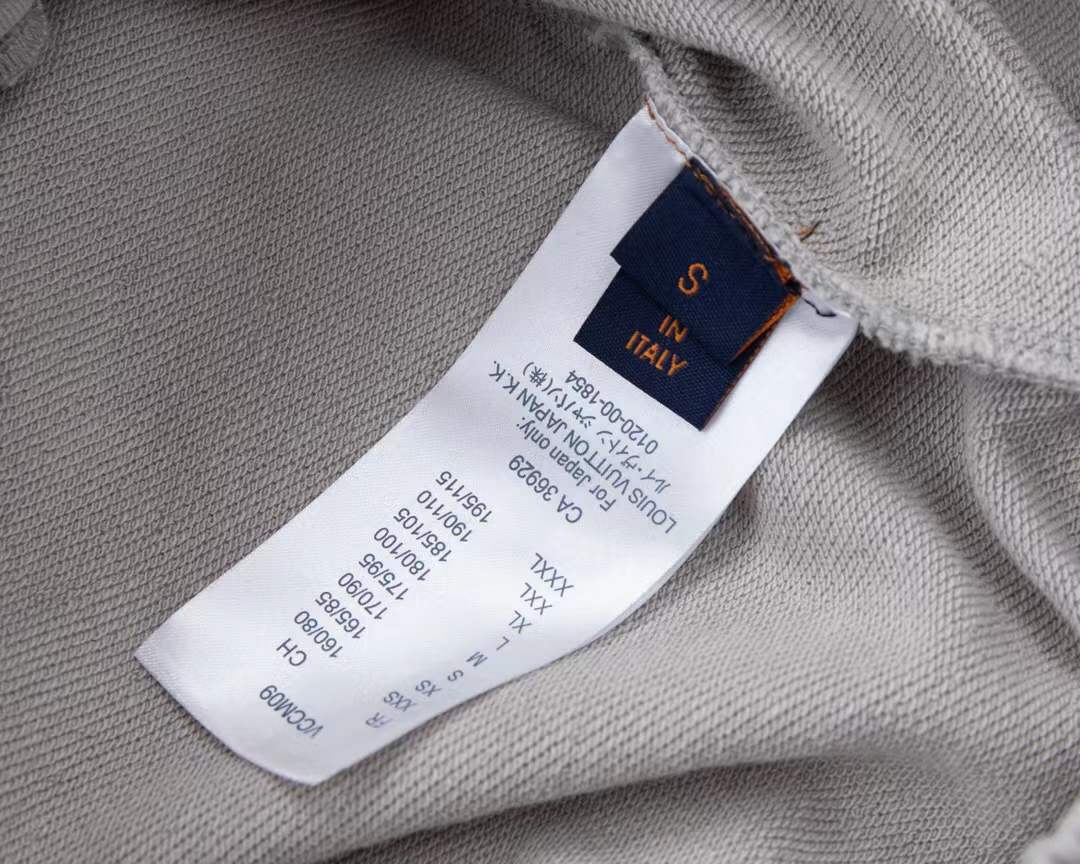 S
IN
ITALY
VCCM09
FR CH
XXS 160/80
XS 165/85
S 170/90
M 175/95
L 180/100
XL 185/105
XXL 190/110
XXXL 195/115
CA 36929
For Japan only:
LOUIS VUITTON JAPAN K.K.
ルイ・ヴィトン ジャパン(株)
0120-00-1854